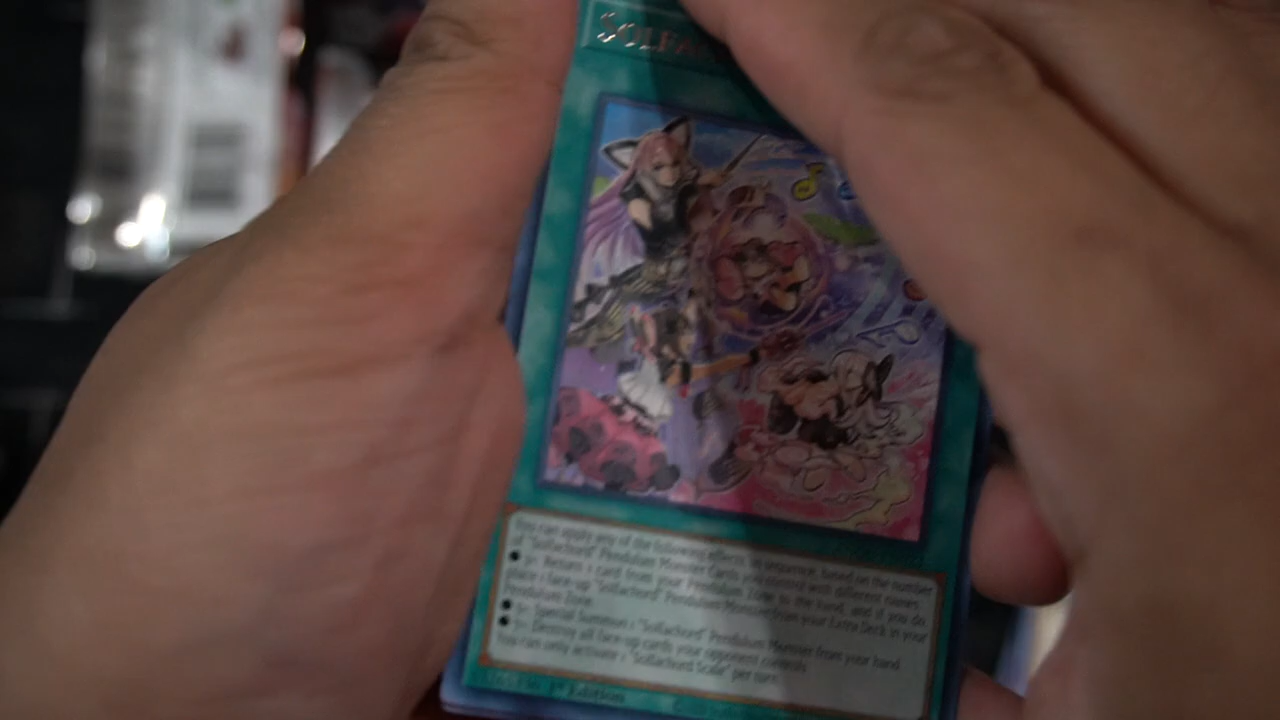 SOLFA
You can apply any of the following effects, in sequence, based on the number
of "Solfachord" Pendulum Monster Cards you control with different names.
● 3+: Return 1 card from your Pendulum Zone to the hand, and if you do,
place 1 face-up "Solfachord" Pendulum Monster from your Extra Deck in your
Pendulum Zone.
● 5+: Special Summon 1 "Solfachord" Pendulum Monster from your hand
● 7+: Destroy all face-up cards your opponent controls
You can only activate 1 "Solfachord Scale" per turn.
1st Edition